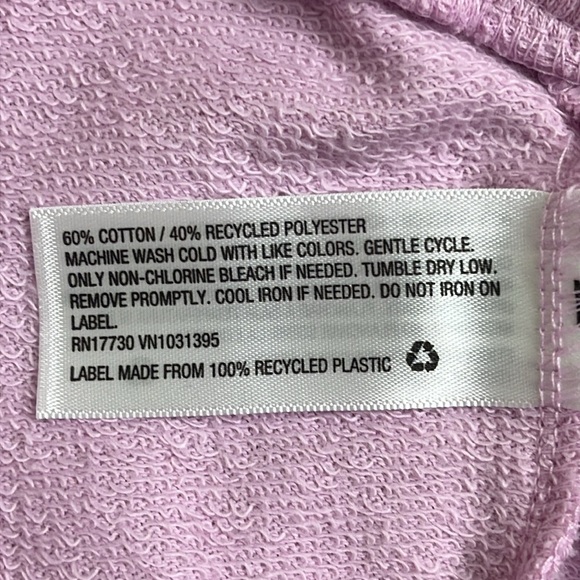 60% COTTON / 40% RECYCLED POLYESTER
MACHINE WASH COLD WITH LIKE COLORS. GENTLE CYCLE.
ONLY NON-CHLORINE BLEACH IF NEEDED. TUMBLE DRY LOW.
REMOVE PROMPTLY. COOL IRON IF NEEDED. DO NOT IRON ON
LABEL.
RN17730 VN1031395
LABEL MADE FROM 100% RECYCLED PLASTIC